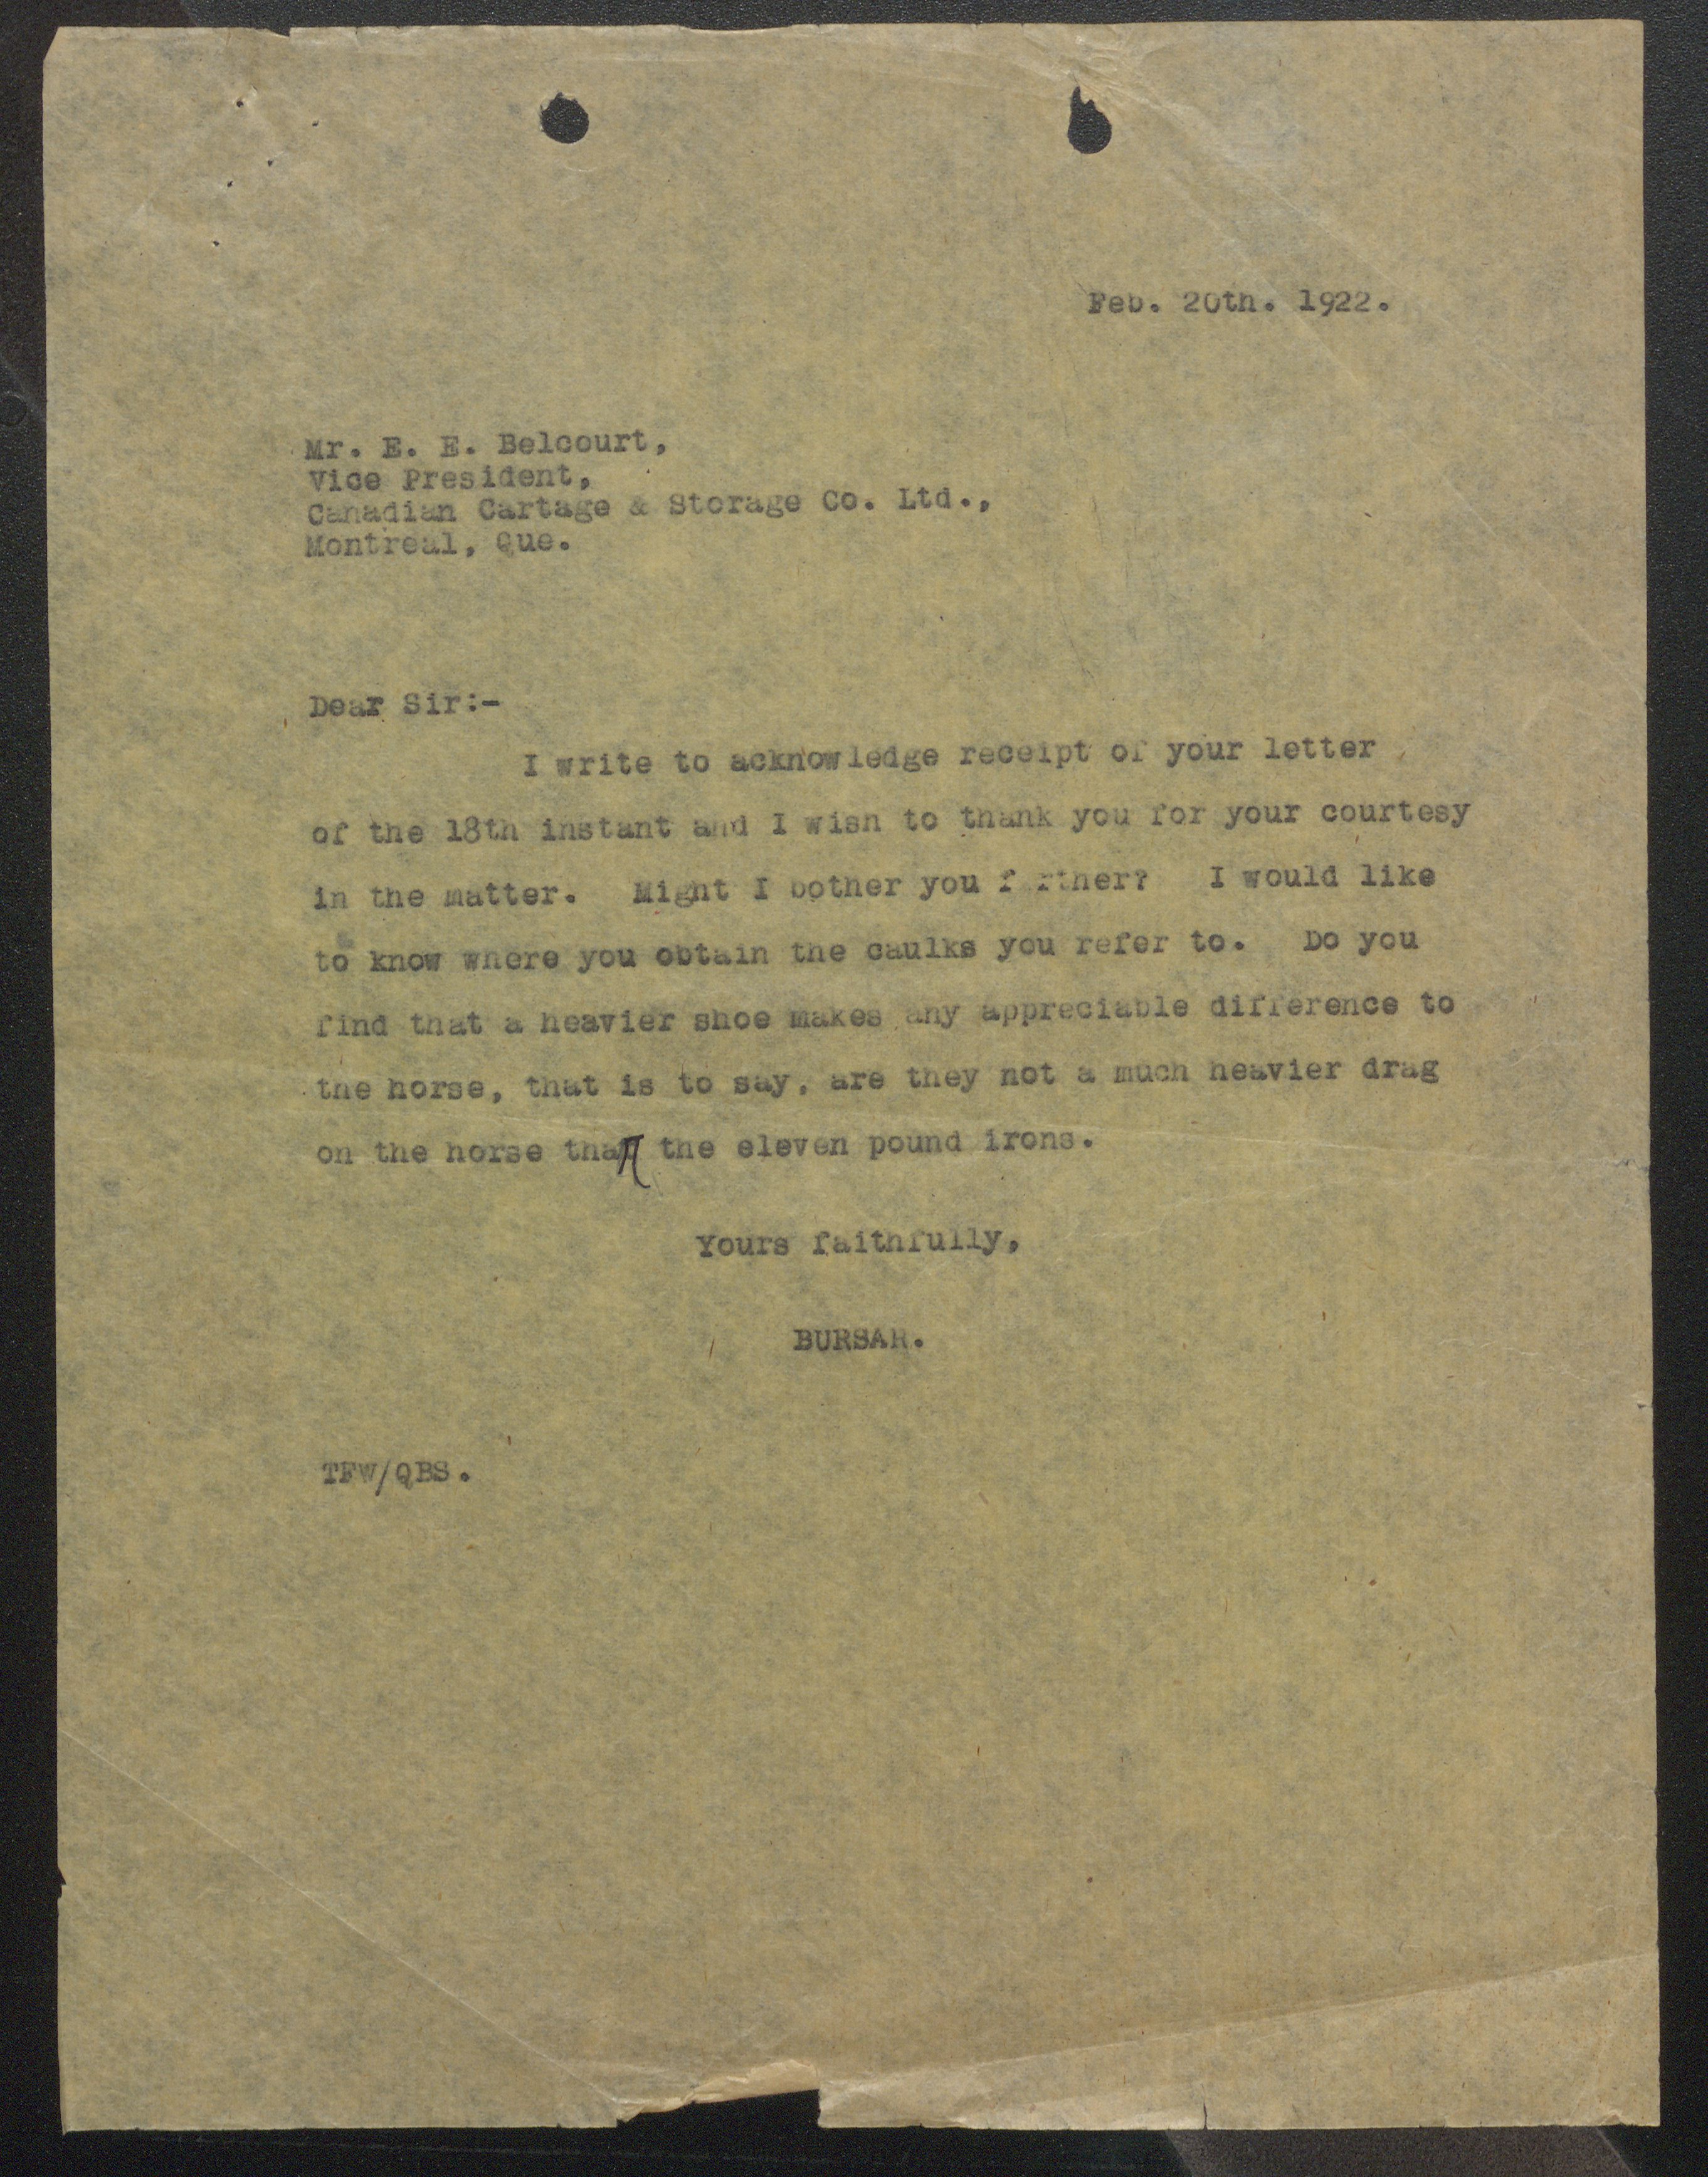 Feb. 20th. 1922.
Mr. E. E. Belcourt,
Vice President,
Canadian Cartage & Storage Co. Ltd.,
Montreal, Que.
Dear Sir:-
I write to acknowledge receipt of your letter
of the 18th instant and I wish to thank you for your courtesy
in the matter. Might I bother you further? I would like
to know where you obtain the caulks you refer to. Do you
find that a heavier shoe makes any appreciable difference to
the horse, that is to say, are they not a much heavier drag
on the horse than the eleven pound irons.
Yours faithfully,
BURSAR.
TFW/QBS.